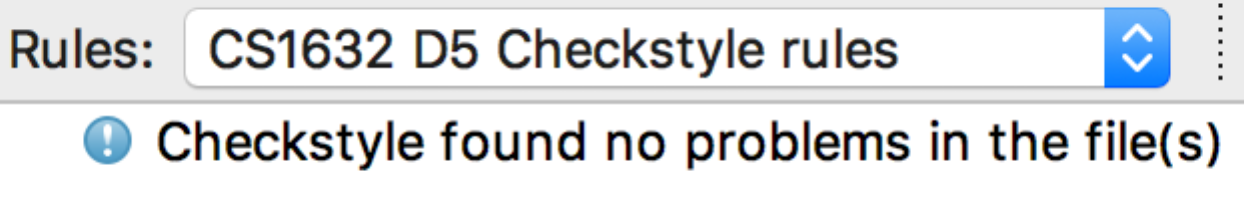 Rules: CS1632 D5 Checkstyle rules
Checkstyle found no problems in the file(s)